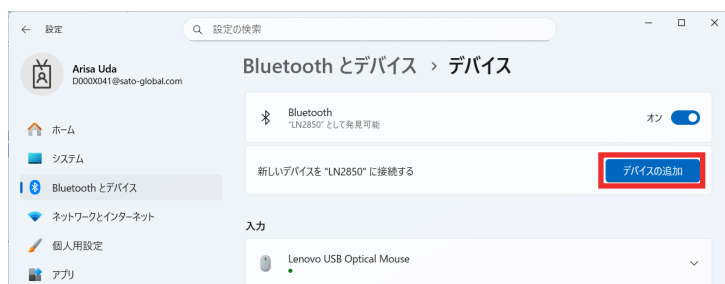 設定
設定の検索
Arisa Uda
D000X041@sato-global.com
ホーム
システム
Bluetooth とデバイス
ネットワークとインターネット
個人用設定
アプリ
Bluetooth とデバイス › デバイス
Bluetooth
"LN2850" として発見可能
オン
新しいデバイスを "LN2850" に接続する
デバイスの追加
入力
Lenovo USB Optical Mouse